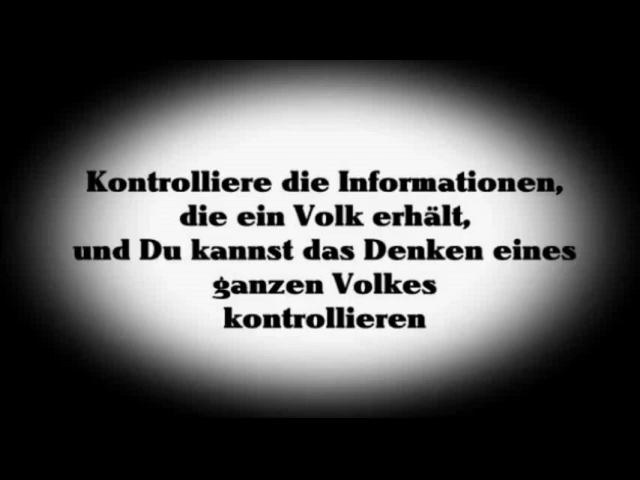 Kontrolliere die Informationen,
die ein Volk erhält,
und Du kannst das Denken eines
ganzen Volkes
kontrollieren